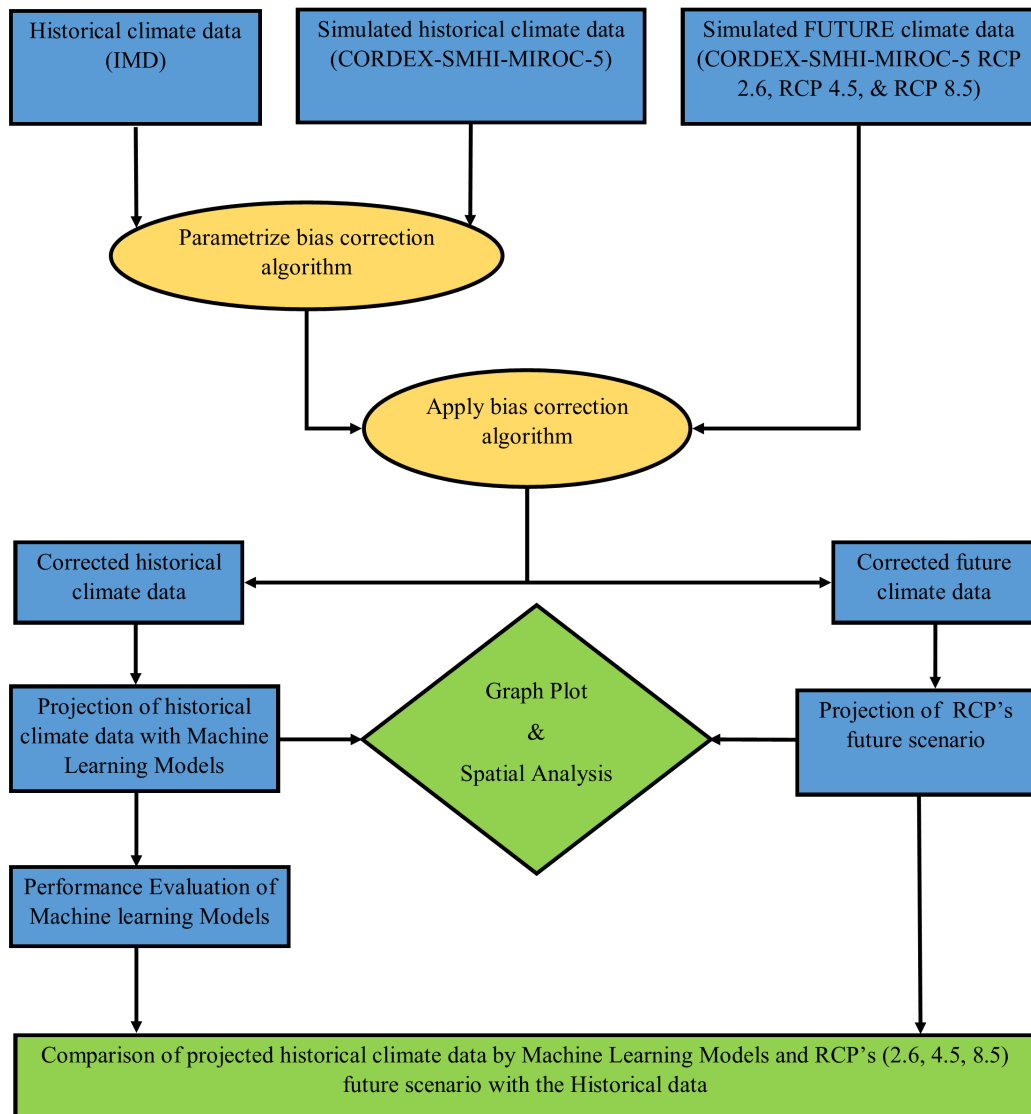 Historical climate data
(IMD)
Simulated historical climate data
(CORDEX-SMHI-MIROC-5)
Simulated FUTURE climate data
(CORDEX-SMHI-MIROC-5 RCP
2.6, RCP 4.5, & RCP 8.5)
Parametrize bias correction
algorithm
Apply bias correction
algorithm
Corrected historical
climate data
Corrected future
climate data
Projection of historical
climate data with Machine
Learning Models
Graph Plot
&
Spatial Analysis
Projection of RCP’s
future scenario
Performance Evaluation of
Machine learning Models
Comparison of projected historical climate data by Machine Learning Models and RCP’s (2.6, 4.5, 8.5)
future scenario with the Historical data